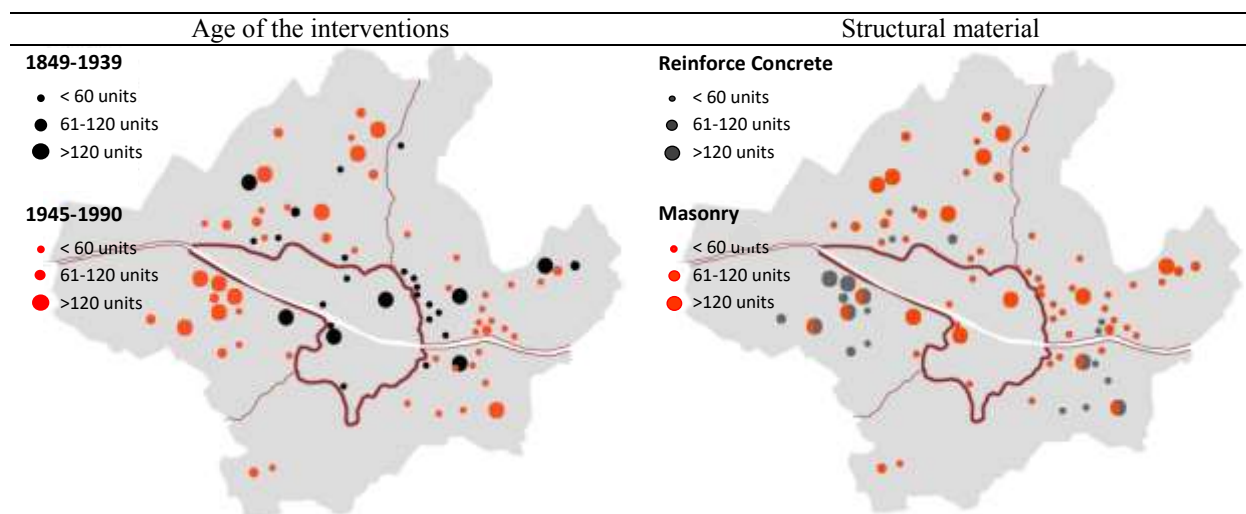 Age of the interventions
Structural material
1849-1939
< 60 units
61-120 units
>120 units
1945-1990
< 60 units
61-120 units
>120 units
Reinforce Concrete
< 60 units
61-120 units
>120 units
Masonry
< 60 units
61-120 units
>120 units